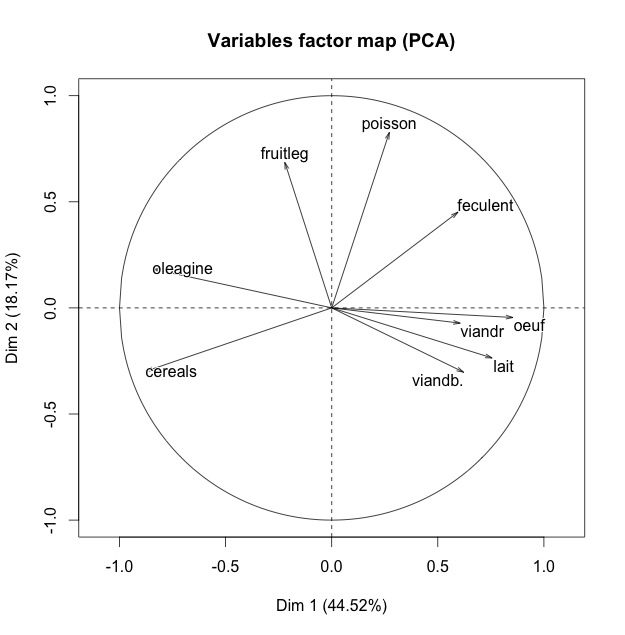 Variables factor map (PCA)
1.0
poisson
fruitleg
0.5
feculent
oleagine
0.0
oeuf
viandr
lait
cereals
viandb.
-0.5
-1.0
-1.0 -0.5 0.0 0.5 1.0
Dim 1 (44.52%)
Dim 2 (18.17%)